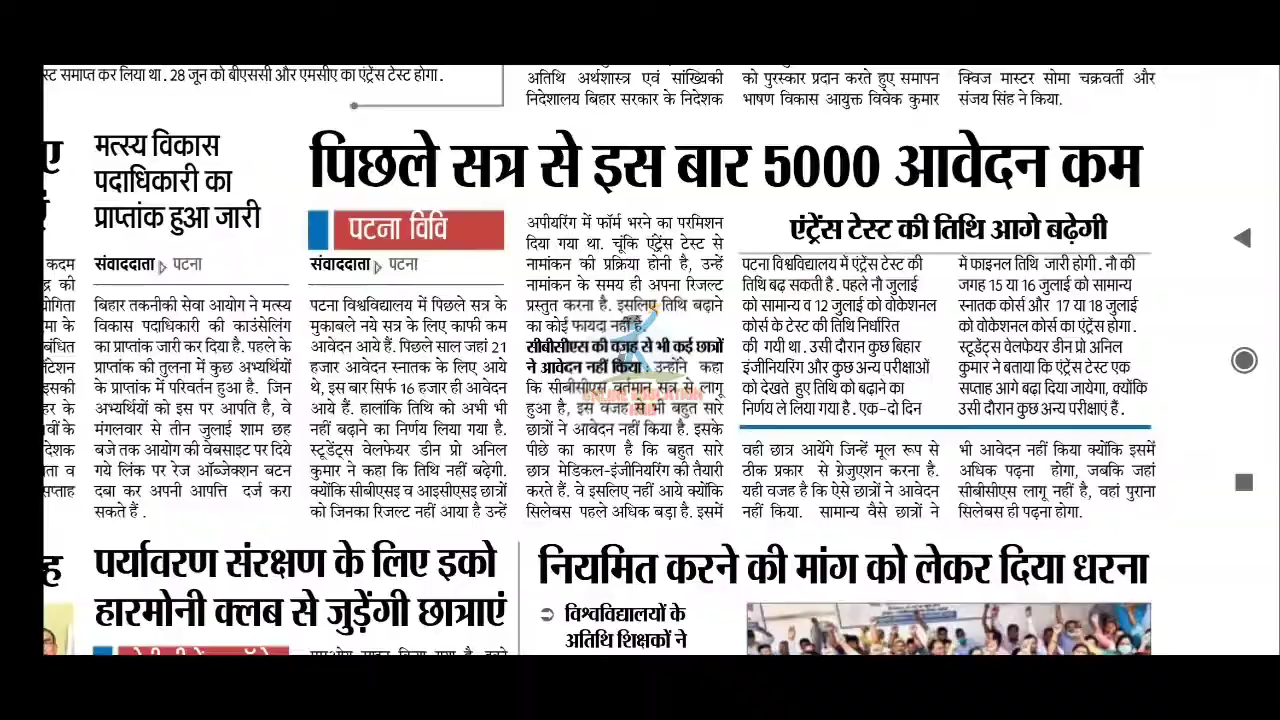 स्ट समाप्त कर लिया था. 28 जून को बीएससी और एमसीए का एंट्रेंस टेस्ट होगा.
अतिथि अर्थशास्त्र एवं सांख्यिकी
निदेशालय बिहार सरकार के निदेशक
को पुरस्कार प्रदान करते हुए समापन
भाषण विकास आयुक्त विवेक कुमार
क्विज मास्टर सोमा चक्रवर्ती और
संजय सिंह ने किया.
ए
एं
कदम
द्र की
योगिता
मा के
बंधित
टेशन
इसकी
हर के
वीं के
देशक
ता व
सप्ताह
मत्स्य विकास
पदाधिकारी का
प्राप्तांक हुआ जारी
संवाददाता पटना
बिहार तकनीकी सेवा आयोग ने मत्स्य
विकास पदाधिकारी की काउंसेलिंग
का प्राप्तांक जारी कर दिया है. पहले के
प्राप्तांक की तुलना में कुछ अभ्यर्थियों
के प्राप्तांक में परिवर्तन हुआ है. जिन
अभ्यर्थियों को इस पर आपति है, वे
मंगलवार से तीन जुलाई शाम छह
बजे तक आयोग की वेबसाइट पर दिये
गये लिंक पर रेज ऑब्जेक्शन बटन
दबा कर अपनी आपत्ति दर्ज करा
सकते हैं .
पिछले सत्र से इस बार 5000 आवेदन कम
पटना विवि
संवाददाता पटना
पटना विश्वविद्यालय में पिछले सत्र के
मुकाबले नये सत्र के लिए काफी कम
आवेदन आये हैं. पिछले साल जहां 21
हजार आवेदन स्नातक के लिए आये
थे, इस बार सिर्फ 16 हजार ही आवेदन
आये हैं. हालांकि तिथि को अभी भी
नहीं बढ़ाने का निर्णय लिया गया है.
स्टूडेंट्स वेलफेयर डीन प्रो अनिल
कुमार ने कहा कि तिथि नहीं बढ़ेगी.
क्योंकि सीबीएसइ व आइसीएसइ छात्रों
को जिनका रिजल्ट नहीं आया है उन्हें
अपीयरिंग में फॉर्म भरने का परमिशन
दिया गया था. चूंकि एंट्रेंस टेस्ट से
नामांकन की प्रक्रिया होनी है, उन्हें
नामांकन के समय ही अपना रिजल्ट
प्रस्तुत करना है. इसलिए तिथि बढ़ाने
का कोई फायदा नहीं है.
सीबीसीएस की वजह से भी कई छात्रों
ने आवेदन नहीं किया : उन्होंने कहा
कि सीबीसीएस वर्तमान सत्र से लागू
हुआ है, इस वजह से भी बहुत सारे
छात्रों ने आवेदन नहीं किया है. इसके
पीछे का कारण है कि बहुत सारे
छात्र मेडिकल-इंजीनियरिंग की तैयारी
करते हैं. वे इसलिए नहीं आये क्योंकि
सिलेबस पहले अधिक बड़ा है. इसमें
एंट्रेंस टेस्ट की तिथि आगे बढ़ेगी
पटना विश्वविद्यालय में एंट्रेंस टेस्ट की
तिथि बढ़ सकती है . पहले नौ जुलाई
को सामान्य व 12 जुलाई को वोकेशनल
कोर्स के टेस्ट की तिथि निर्धारित
की गयी था . उसी दौरान कुछ बिहार
इंजीनियरिंग और कुछ अन्य परीक्षाओं
को देखते हुए तिथि को बढ़ाने का
निर्णय ले लिया गया है . एक-दो दिन
में फाइनल तिथि जारी होगी . नौ की
जगह 15 या 16 जुलाई को सामान्य
स्नातक कोर्स और 17 या 18 जुलाई
को वोकेशनल कोर्स का एंट्रेंस होगा .
स्टूडेंट्स वेलफेयर डीन प्रो अनिल
कुमार ने बताया कि एंट्रेंस टेस्ट एक
सप्ताह आगे बढ़ा दिया जायेगा, क्योंकि
उसी दौरान कुछ अन्य परीक्षाएं हैं .
वही छात्र आयेंगे जिन्हें मूल रूप से
ठीक प्रकार से ग्रेजुएशन करना है.
यही वजह है कि ऐसे छात्रों ने आवेदन
नहीं किया. सामान्य वैसे छात्रों ने
भी आवेदन नहीं किया क्योंकि इसमें
अधिक पढ़ना होगा, जबकि जहां
सीबीसीएस लागू नहीं है, वहां पुराना
सिलेबस ही पढ़ना होगा.
ONLINE EDUCATION
ह
पर्यावरण संरक्षण के लिए इको
हारमोनी क्लब से जुड़ेंगी छात्राएं
नियमित करने की मांग को लेकर दिया धरना
विश्वविद्यालयों के
अतिथि शिक्षकों ने